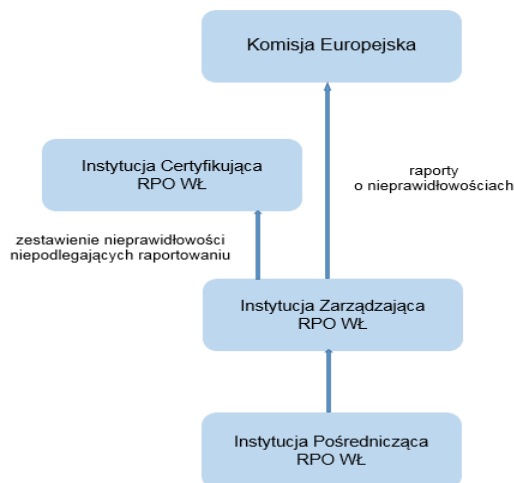 Komisja Europejska
Instytucja Certyfikująca
RPO WŁ
raporty
o nieprawidłowościach
zestawienie nieprawidłowości
niepodlegających raportowaniu
Instytucja Zarządzająca
RPO WŁ
Instytucja Pośrednicząca
RPO WŁ